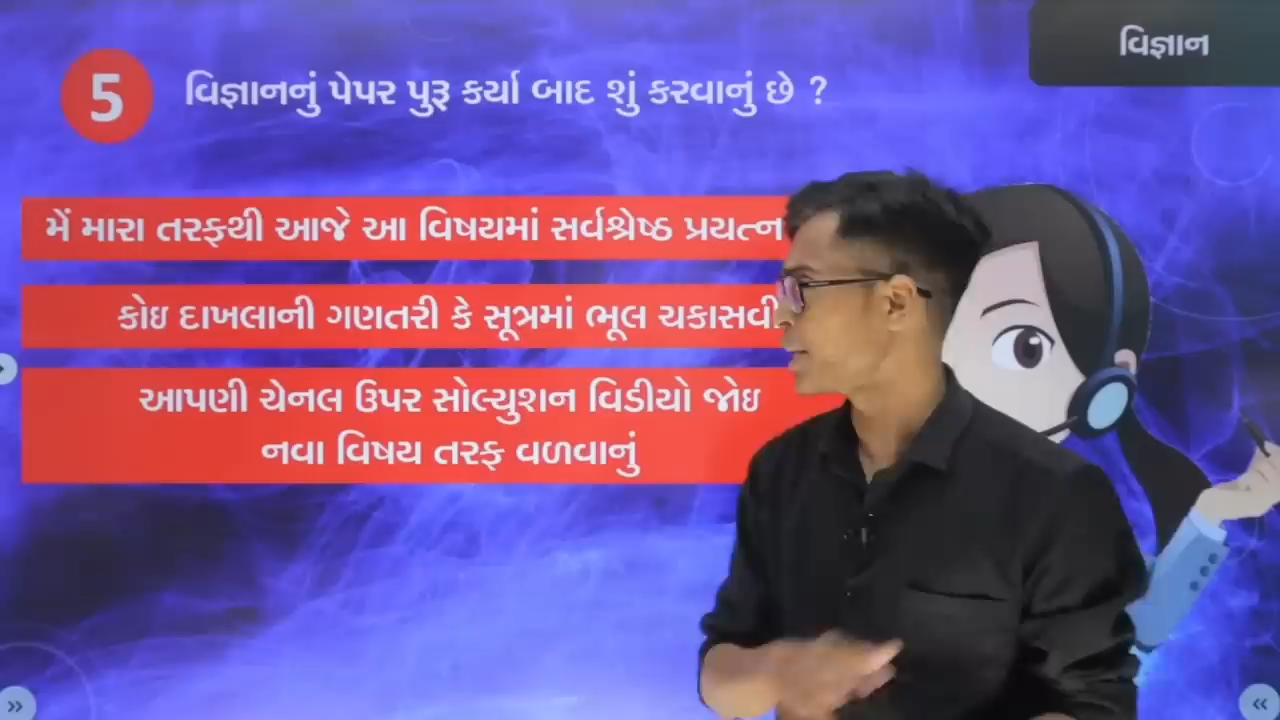 વિજ્ઞાન
5 વિજ્ઞાનનું પેપર પુરૂ કર્યા બાદ શું કરવાનું છે ?
મેં મારા તરફથી આજે આ વિષયમાં સર્વશ્રેષ્ઠ પ્રયત્ન
કોઇ દાખલાની ગણતરી કે સૂત્રમાં ભૂલ ચકાસવી
આપણી ચેનલ ઉપર સોલ્યુશન વિડીયો જોઇ
નવા વિષય તરફ વળવાનું